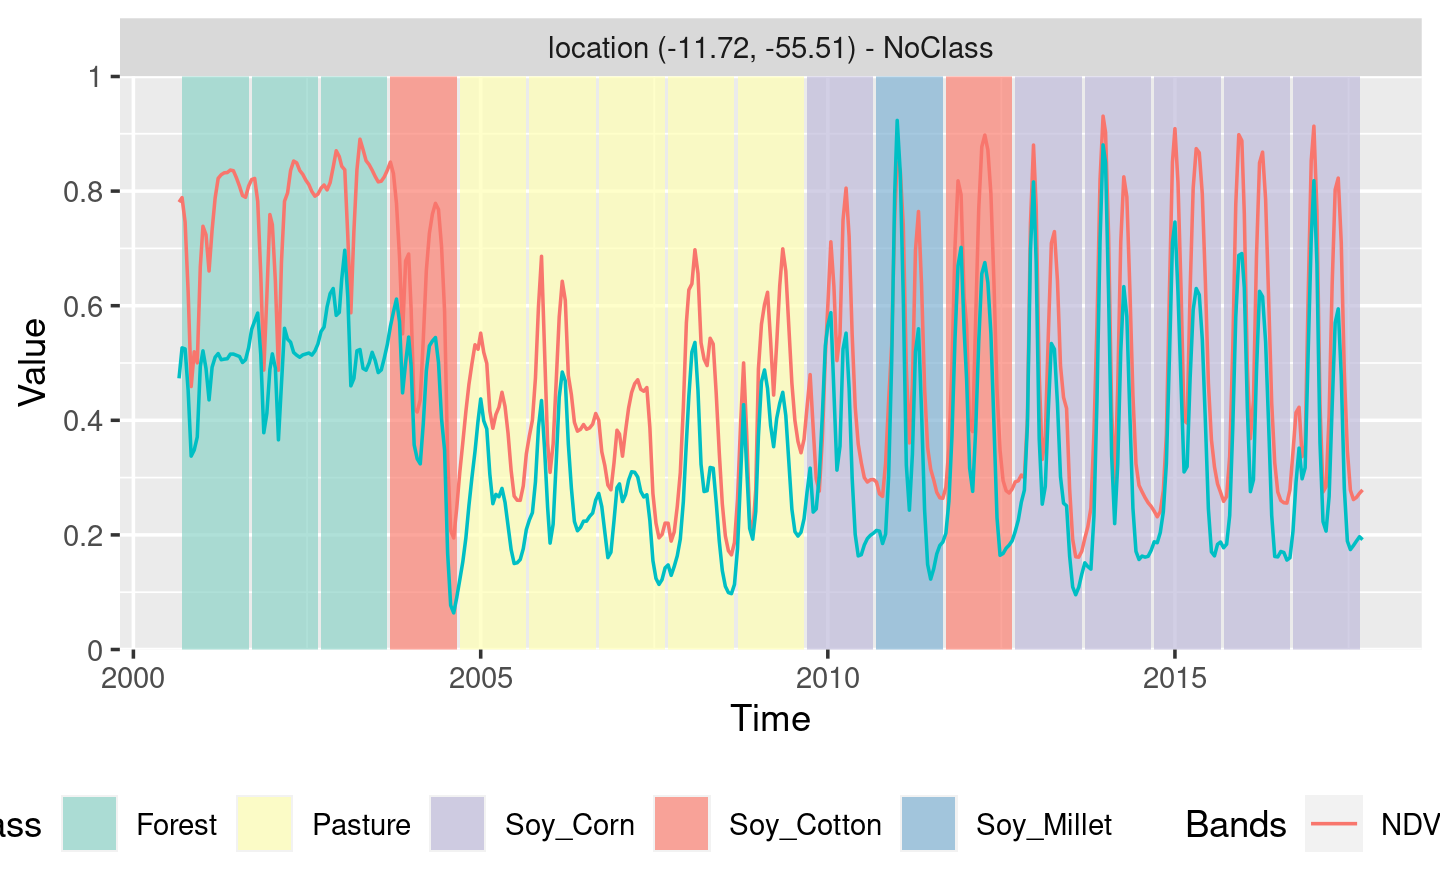 location (-11.72, -55.51) - NoClass
1
0.8
0.6
0.4
0.2
0
Value
2000 2005 2010 2015
Time
ass Forest Pasture Soy_Corn Soy_Cotton Soy_Millet Bands NDV